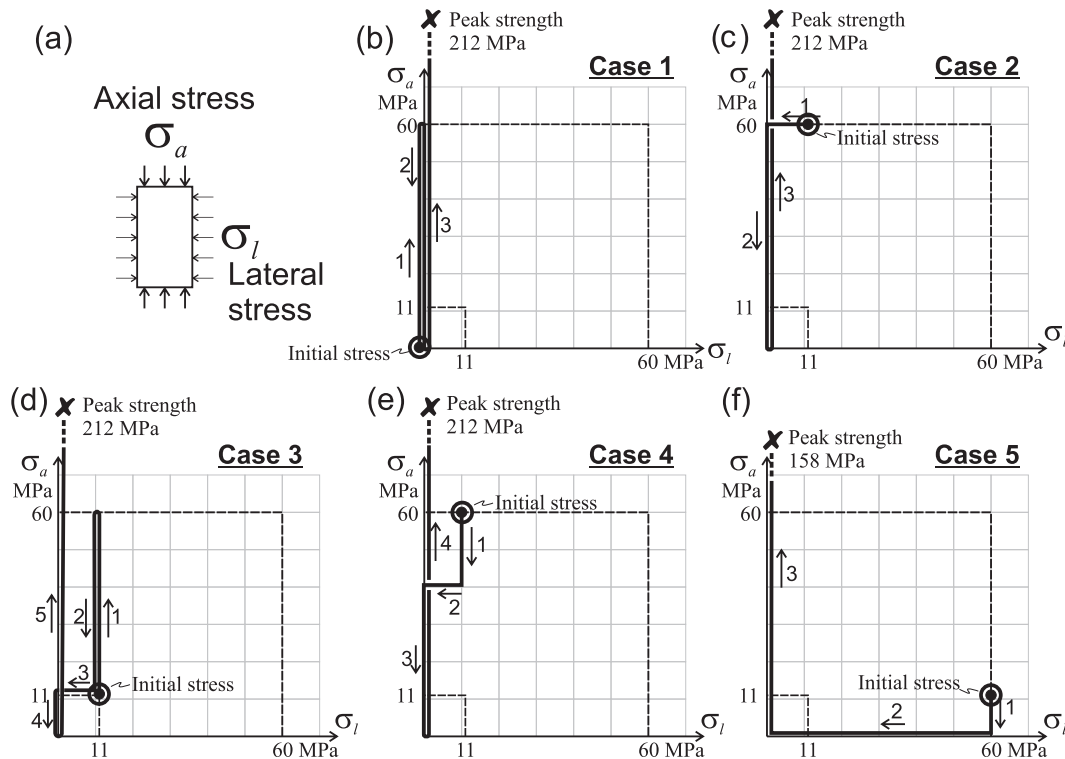 (a)
Axial stress
σa
σl
Lateral
stress
(b)
Peak strength
212 MPa
Case 1
σa
MPa
60
2
3
1
11
Initial stress
11
60 MPa
σl
(c)
Peak strength
212 MPa
Case 2
σa
MPa
60
1
Initial stress
3
2
11
11
60 MPa
σl
(d)
Peak strength
212 MPa
Case 3
σa
MPa
60
5
2
1
3
Initial stress
11
4
11
60 MPa
σl
(e)
Peak strength
212 MPa
Case 4
σa
MPa
60
Initial stress
4
1
2
3
11
11
60 MPa
σl
(f)
Peak strength
158 MPa
Case 5
σa
MPa
60
3
Initial stress
11
1
2
11
60 MPa
σl